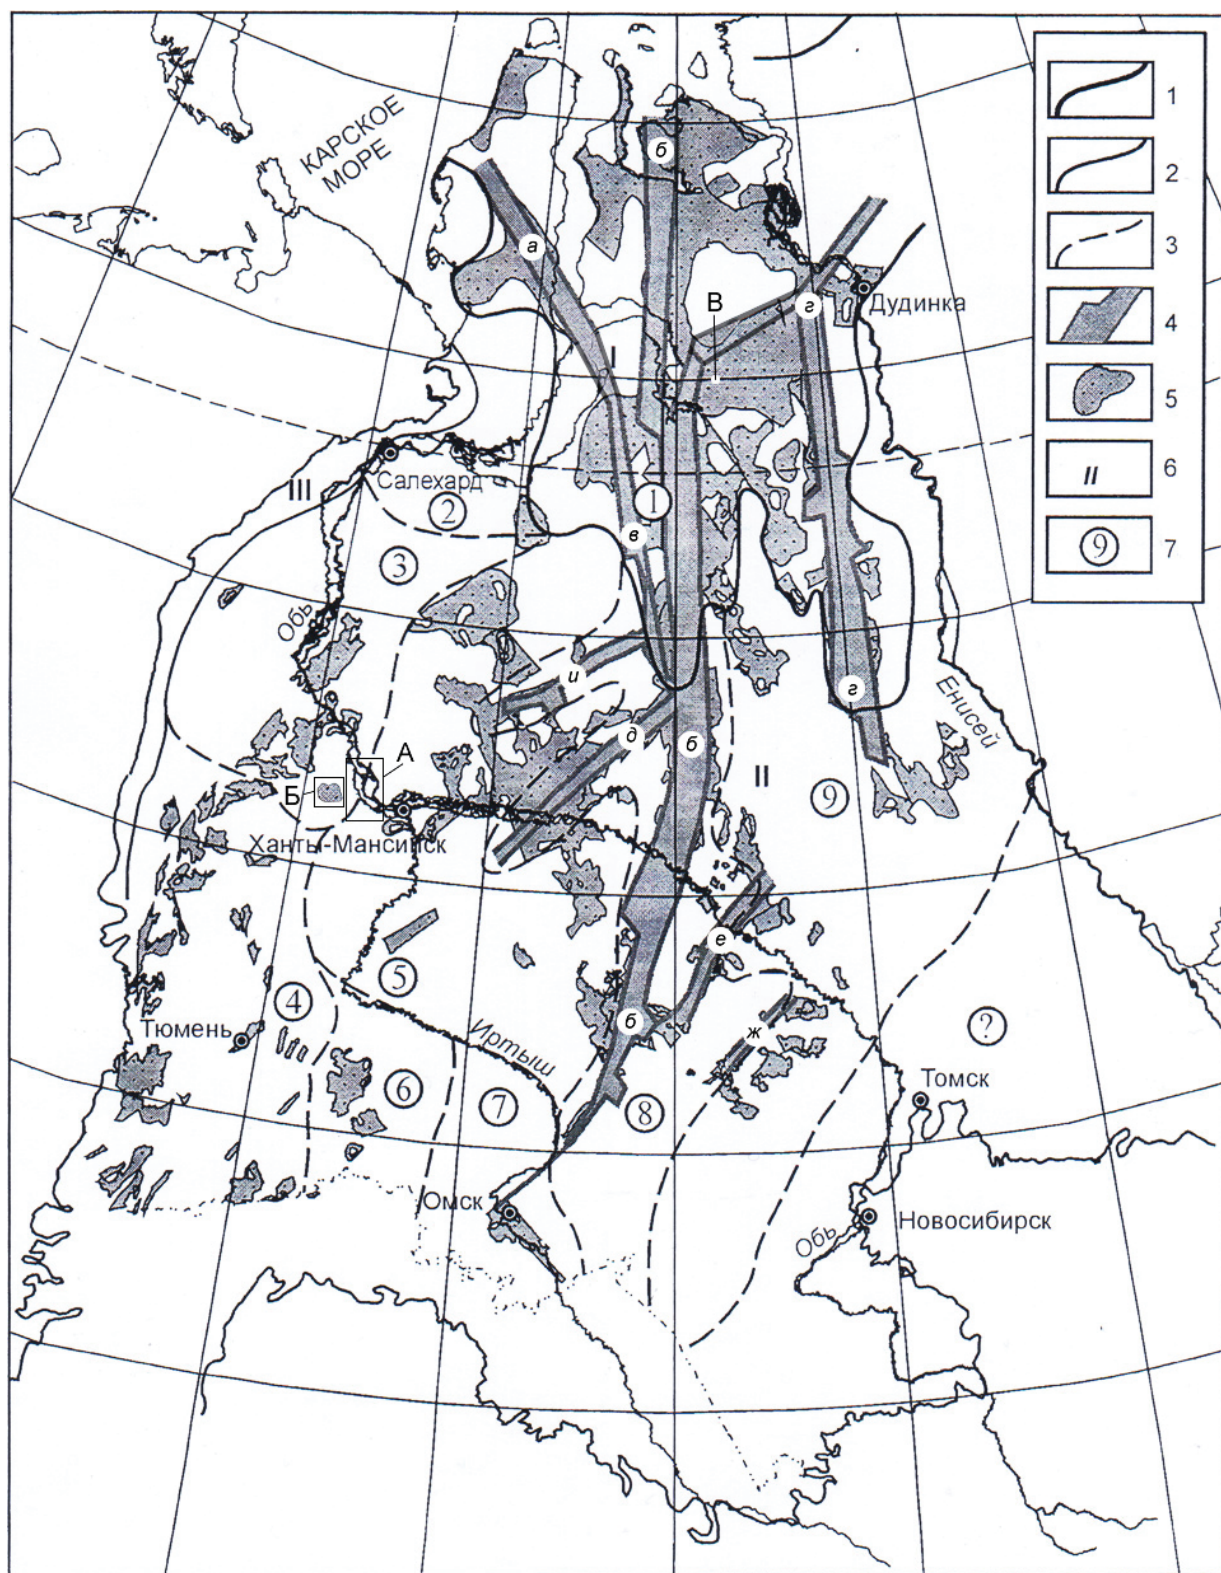 КАРСКОЕ
МОРЕ
1
2
3
4
5
II
6
9
7
б
а
г
Дудинка
В
I
Салехард
III
2
1
в
3
Обь
и
г
Енисей
д
б
II
А
9
Б
Ханты-Мансийск
е
5
4
б
ж
?
Тюмень
Иртыш
6
Томск
7
8
Омск
Новосибирск
Обь